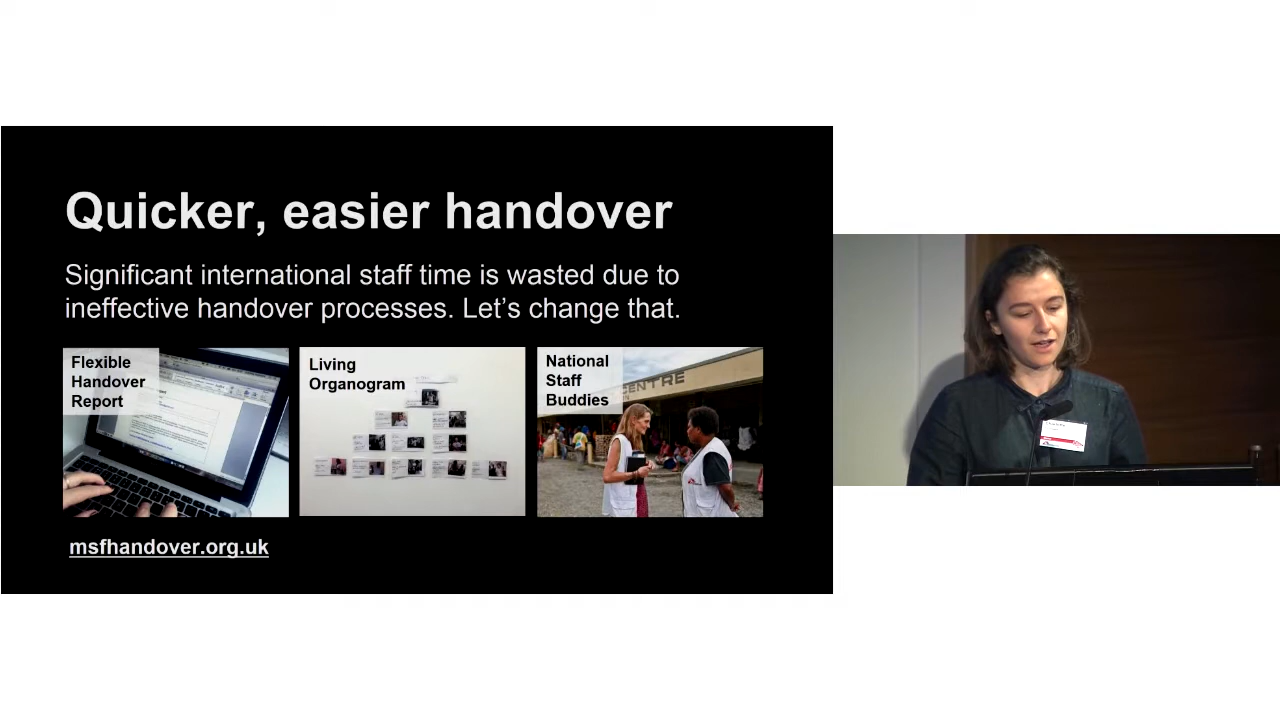 Quicker, easier handover
Significant international staff time is wasted due to
ineffective handover processes. Let's change that.
Flexible
Handover
Report
Living
Organogram
National
Staff
Buddies
CENTRE
msfhandover.org.uk